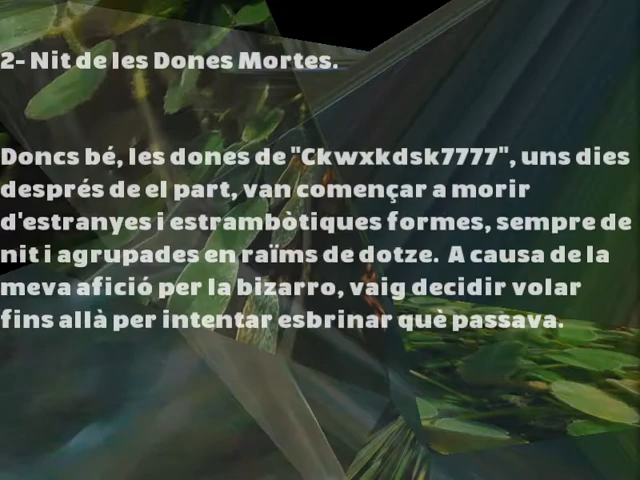 2- Nit de les Dones Mortes.
Doncs bé, les dones de "Ckwxkdsk7777", uns dies
després de el part, van començar a morir
d'estranyes i estrambòtiques formes, sempre de
nit i agrupades en raïms de dotze. A causa de la
meva afició per la bizarro, vaig decidir volar
fins allà per intentar esbrinar què passava.